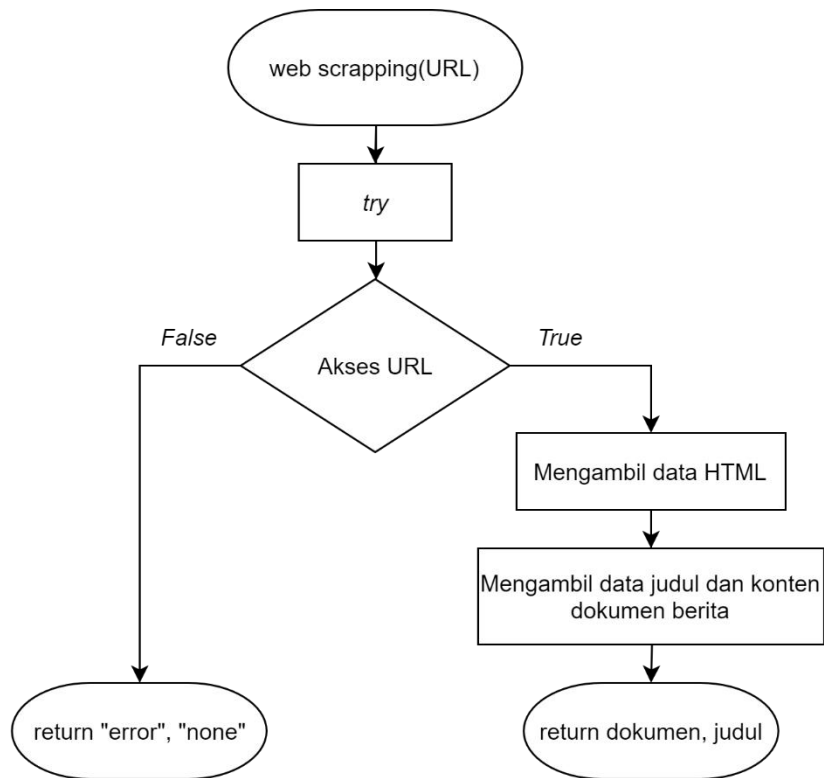 web scrapping(URL)
try
False
True
Akses URL
Mengambil data HTML
Mengambil data judul dan konten
dokumen berita
return "error", "none"
return dokumen, judul